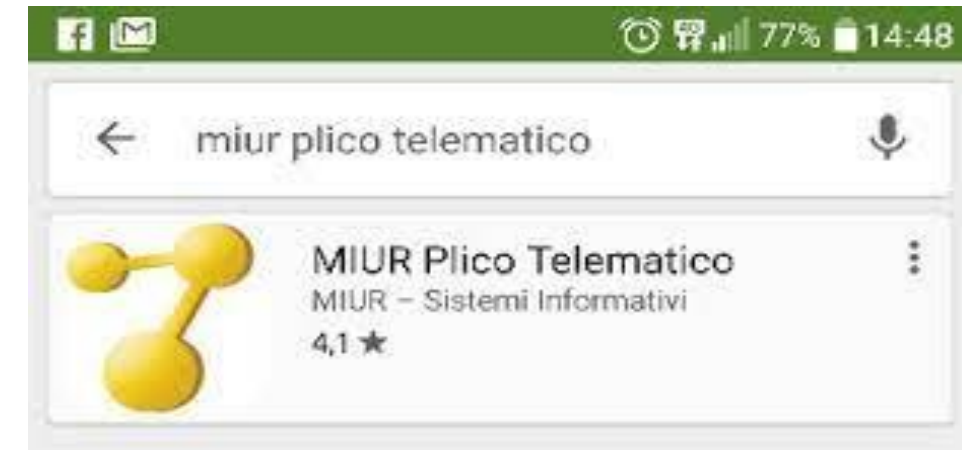 77% 14:48
miur plico telematico
MIUR Plico Telematico
MIUR – Sistemi Informativi
4,1 ★